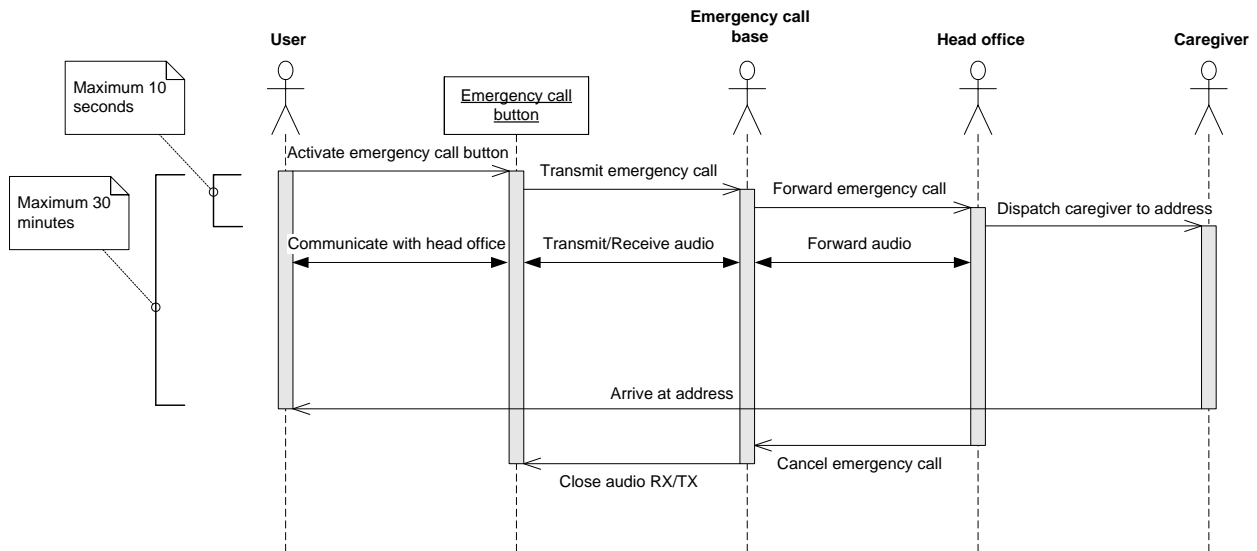 Emergency call
base
User
Head office
Caregiver
Maximum 10
seconds
Emergency call
button
Activate emergency call button
Transmit emergency call
Forward emergency call
Maximum 30
minutes
Dispatch caregiver to address
Communicate with head office
Transmit/Receive audio
Forward audio
Arrive at address
Cancel emergency call
Close audio RX/TX